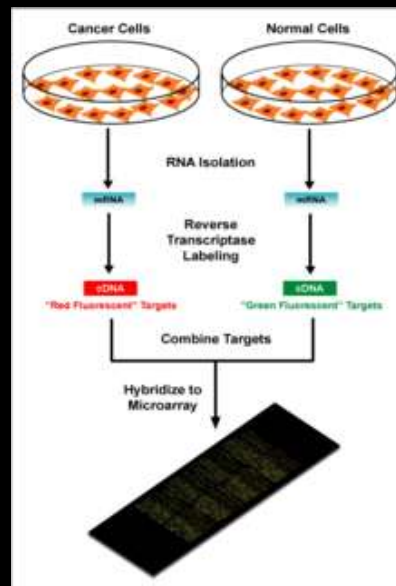 Cancer Cells
Normal Cells
RNA Isolation
mRNA
mRNA
Reverse
Transcriptase
Labeling
cDNA
cDNA
"Red Fluorescent" Targets
"Green Fluorescent" Targets
Combine Targets
Hybridize to
Microarray